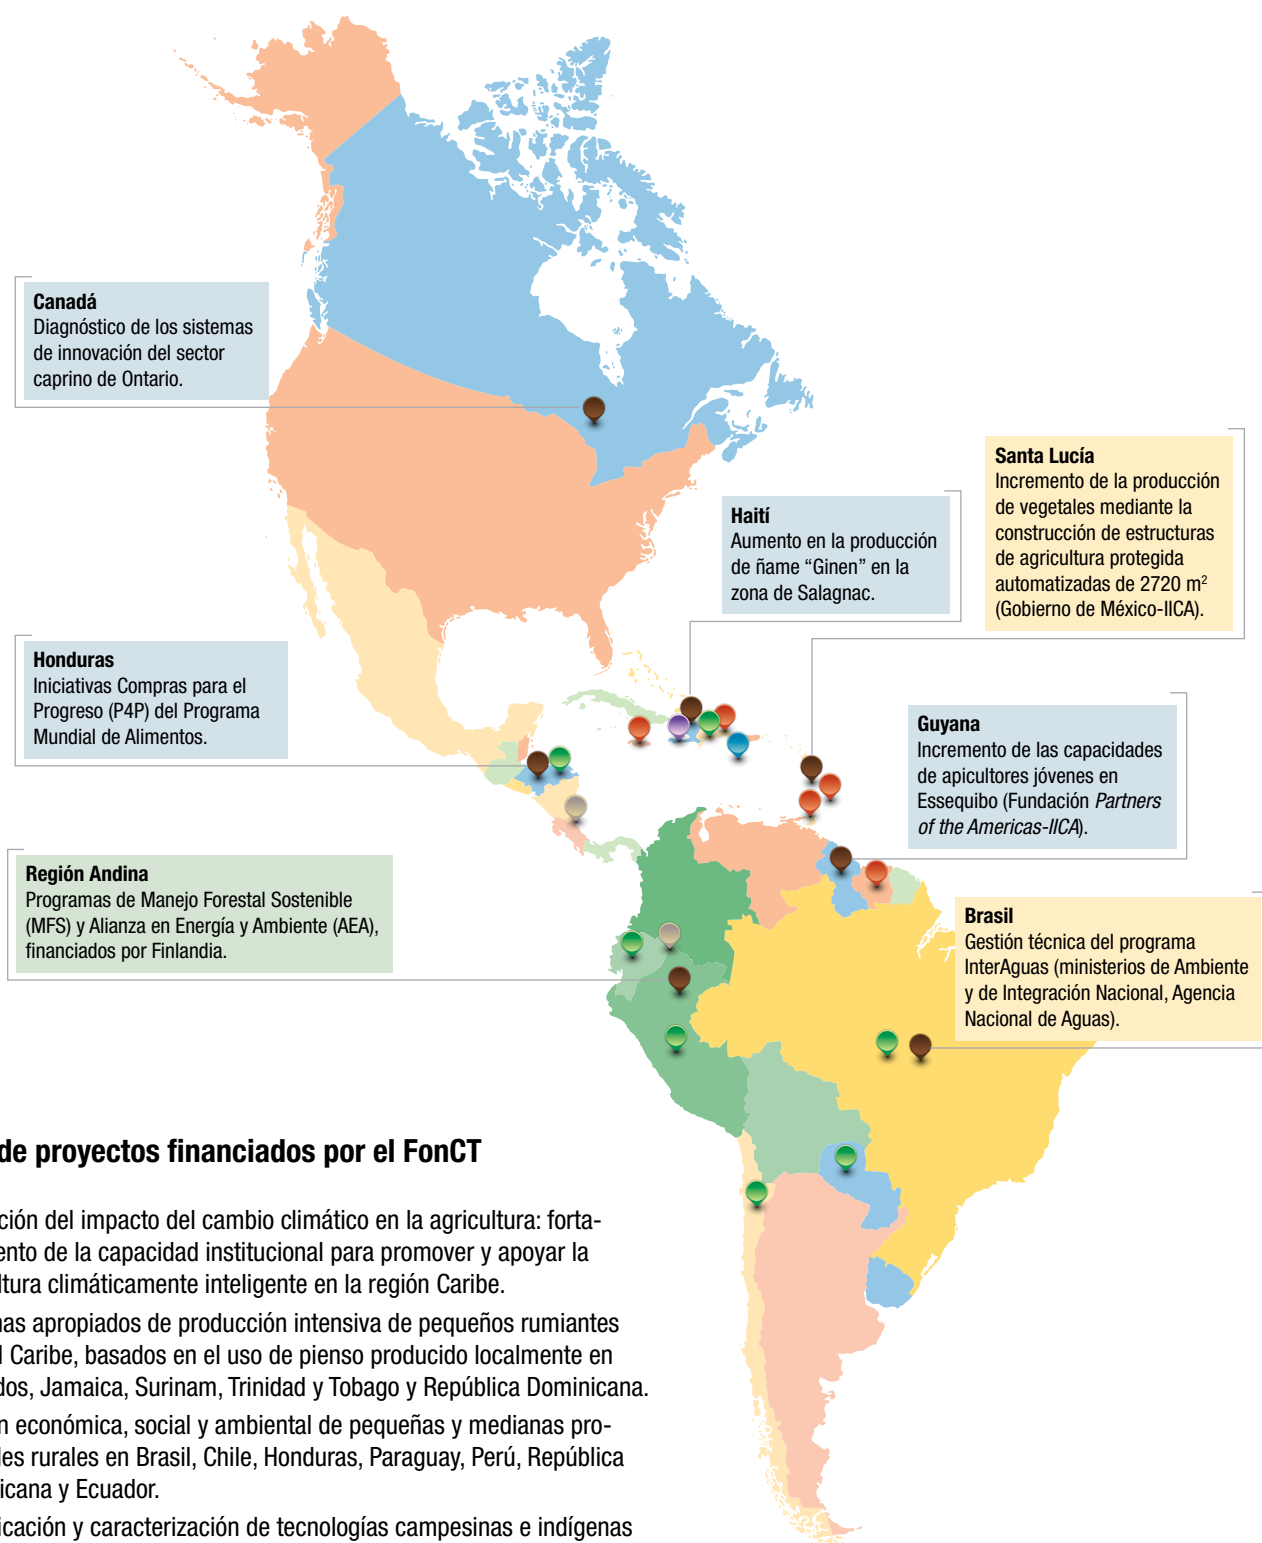 Canadá
Diagnóstico de los sistemas
de innovación del sector
caprino de Ontario.
Santa Lucía
Incremento de la producción
de vegetales mediante la
construcción de estructuras
de agricultura protegida
automatizadas de 2720 m²
(Gobierno de México-IICA).
Haití
Aumento en la producción
de ñame “Ginen” en la
zona de Salagnac.
Honduras
Iniciativas Compras para el
Progreso (P4P) del Programa
Mundial de Alimentos.
Guyana
Incremento de las capacidades
de apicultores jóvenes en
Essequibo (Fundación Partners
of the Americas-IICA).
Región Andina
Programas de Manejo Forestal Sostenible
(MFS) y Alianza en Energía y Ambiente (AEA),
financiados por Finlandia.
Brasil
Gestión técnica del programa
InterAguas (ministerios de Ambiente
y de Integración Nacional, Agencia
Nacional de Aguas).
de proyectos financiados por el FonCT
ción del impacto del cambio climático en la agricultura: forta-
ento de la capacidad institucional para promover y apoyar la
ltura climáticamente inteligente en la región Caribe.
nas apropiados de producción intensiva de pequeños rumiantes
l Caribe, basados en el uso de pienso producido localmente en
dos, Jamaica, Surinam, Trinidad y Tobago y República Dominicana.
n económica, social y ambiental de pequeñas y medianas pro-
des rurales en Brasil, Chile, Honduras, Paraguay, Perú, República
icana y Ecuador.
icación y caracterización de tecnologías campesinas e indígenas